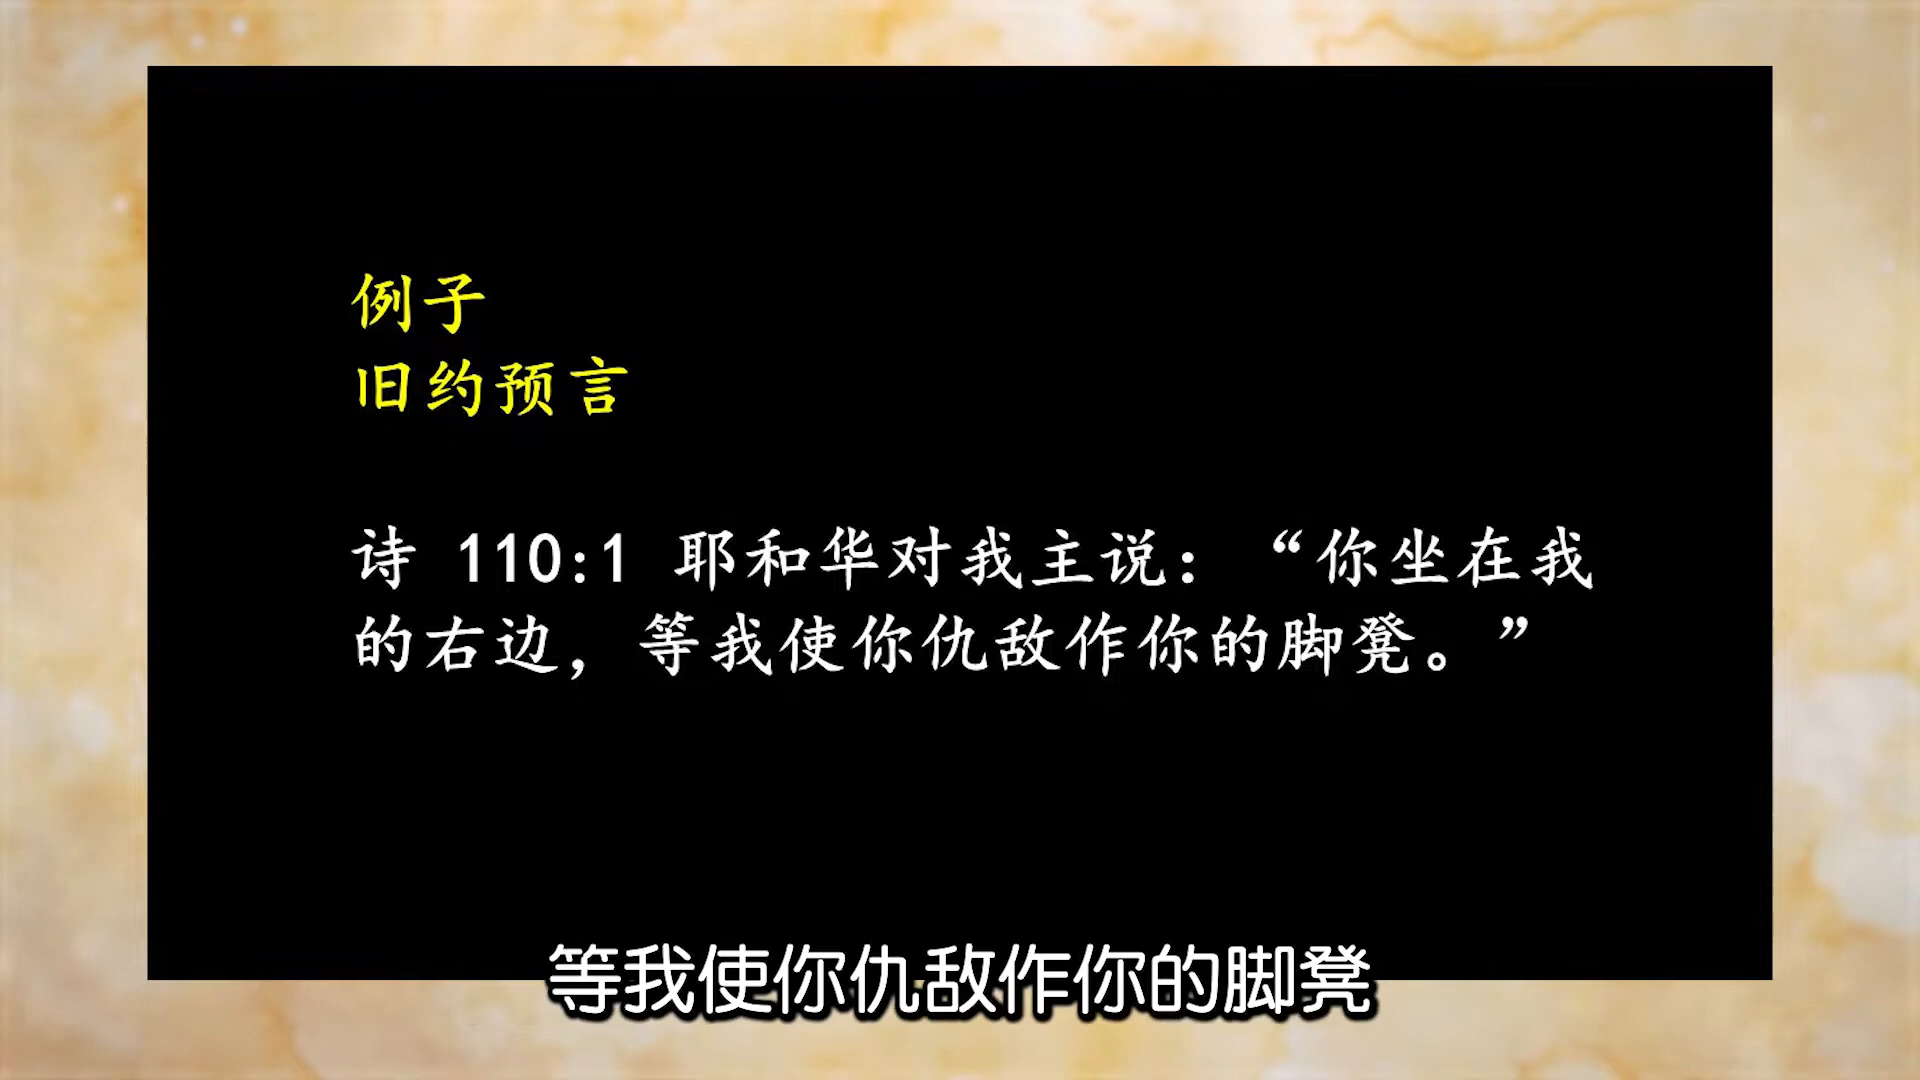 例子
旧约预言
诗 110:1 耶和华对我主说：“你坐在我
的右边，等我使你仇敌作你的脚凳。”
等我使你仇敌作你的脚凳